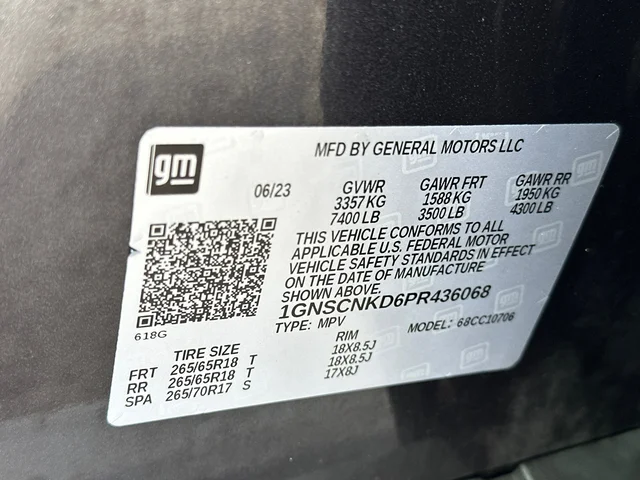 gm
MFD BY GENERAL MOTORS LLC
06/23 GVWR GAWR FRT GAWR RR
3357 KG 1588 KG 1950 KG
7400 LB 3500 LB 4300 LB
THIS VEHICLE CONFORMS TO ALL
APPLICABLE U.S. FEDERAL MOTOR
VEHICLE SAFETY STANDARDS IN EFFECT
ON THE DATE OF MANUFACTURE
SHOWN ABOVE.
1GNSCNKD6PR436068
TYPE: MPV MODEL: 68CC10706
618G
TIRE SIZE RIM
FRT 265/65R18 T 18X8.5J
RR 265/65R18 T 18X8.5J
SPA 265/70R17 S 17X8J